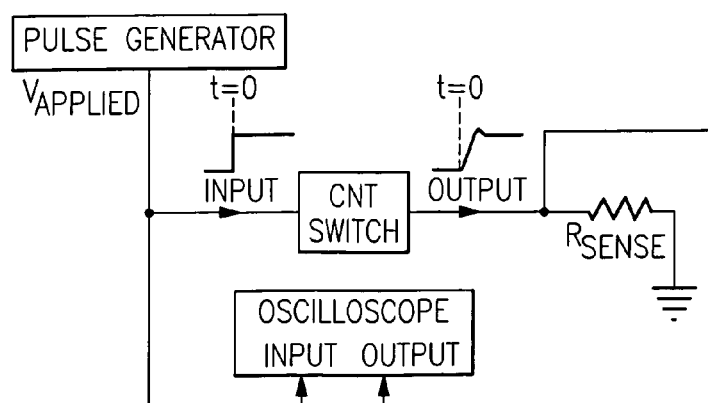 PULSE GENERATOR
VAPPLIED
t=0
t=0
INPUT
CNT
SWITCH
OUTPUT
RSENSE
OSCILLOSCOPE
INPUT OUTPUT